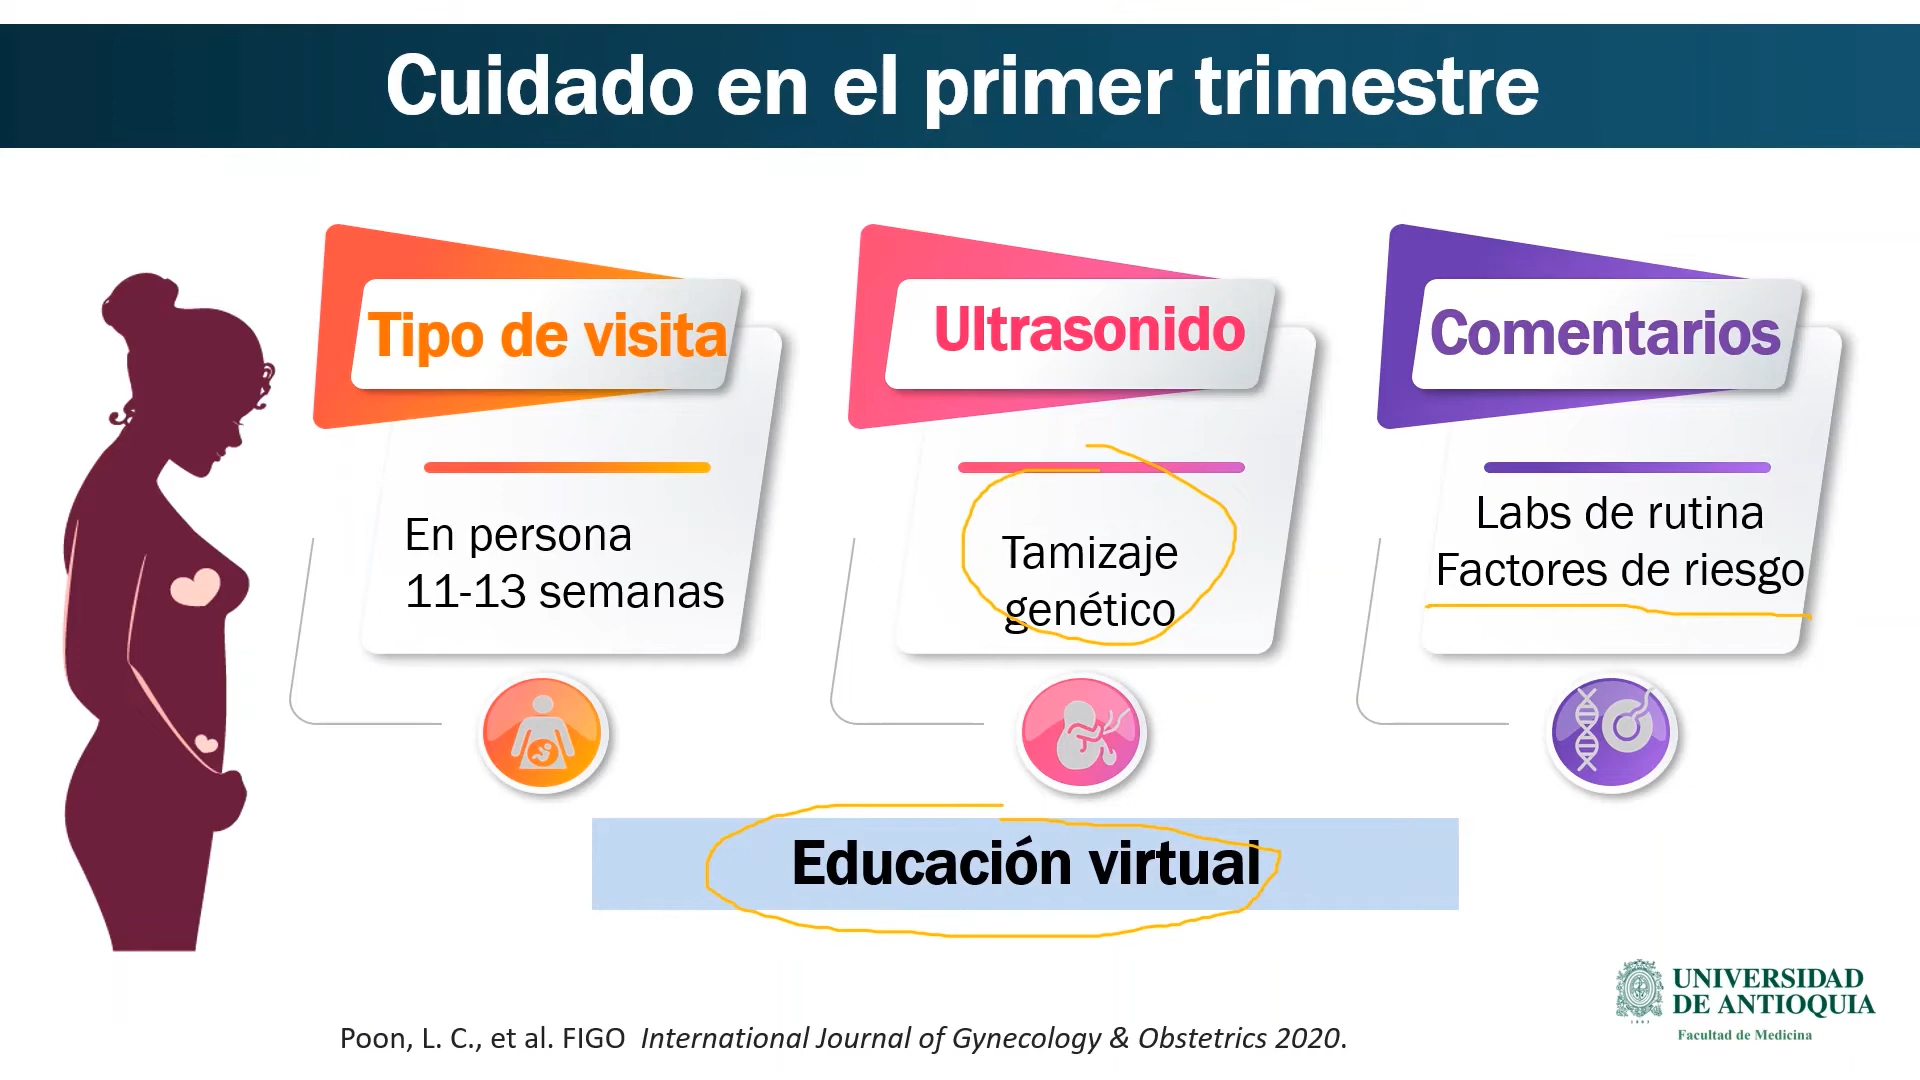 Cuidado en el primer trimestre
Tipo de visita
En persona
11-13 semanas
Ultrasonido
Tamizaje
genético
Comentarios
Labs de rutina
Factores de riesgo
Educación virtual
Poon, L. C., et al. FIGO International Journal of Gynecology & Obstetrics 2020.
UNIVERSIDAD
DE ANTIOQUIA
1803
Facultad de Medicina